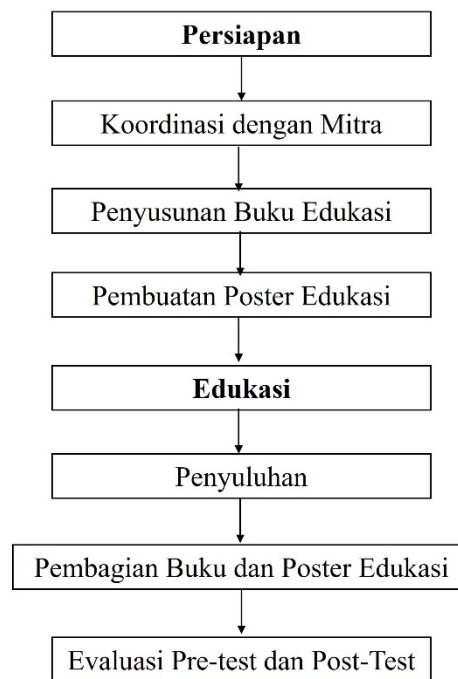 Persiapan
Koordinasi dengan Mitra
Penyusunan Buku Edukasi
Pembuatan Poster Edukasi
Edukasi
Penyuluhan
Pembagian Buku dan Poster Edukasi
Evaluasi Pre-test dan Post-Test